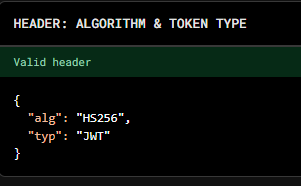 HEADER: ALGORITHM & TOKEN TYPE
Valid header
{
  "alg": "HS256",
  "typ": "JWT"
}